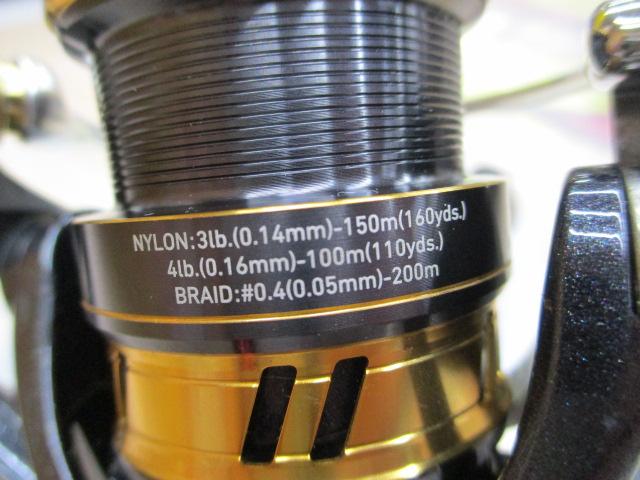 NYLON:3lb.(0.14mm)-150m(160yds.)
4lb.(0.16mm)-100m(110yds.)
BRAID:#0.4(0.05mm)-200m